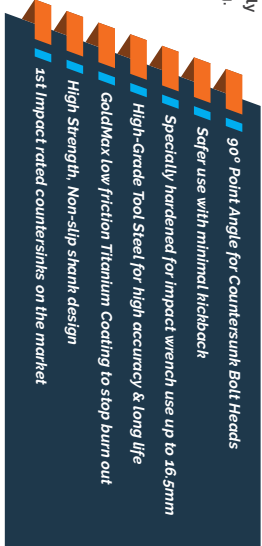 90° Point Angle for Countersunk Bolt Heads
Safer use with minimal kickback
Specially hardened for impact wrench use up to 16.5mm
High-Grade Tool Steel for high accuracy & long life
GoldMax low friction Titanium Coating to stop burn out
High Strength, Non-slip shank design
1st Impact rated countersinks on the market